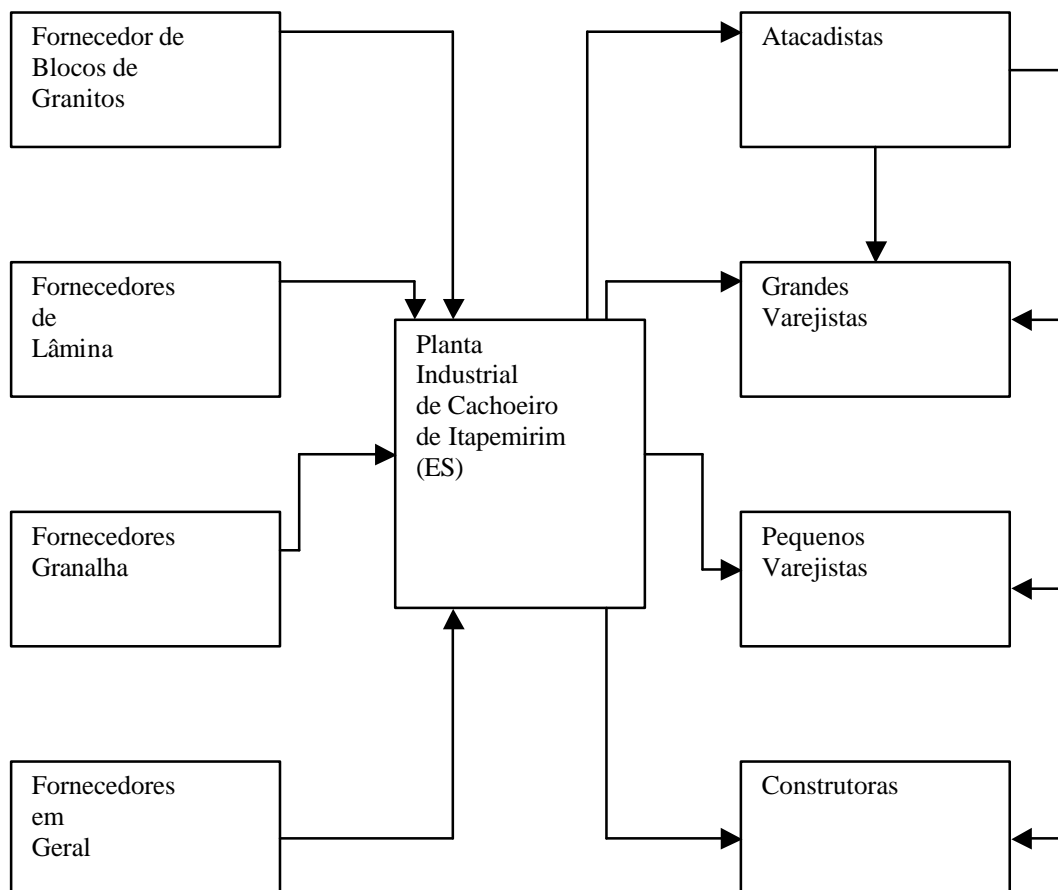 Fornecedor de
Blocos de
Granitos
Atacadistas
Fornecedores
de
Lâmina
Grandes
Varejistas
Planta
Industrial
de Cachoeiro
de Itapemirim
(ES)
Fornecedores
Granalha
Pequenos
Varejistas
Fornecedores
em
Geral
Construtoras